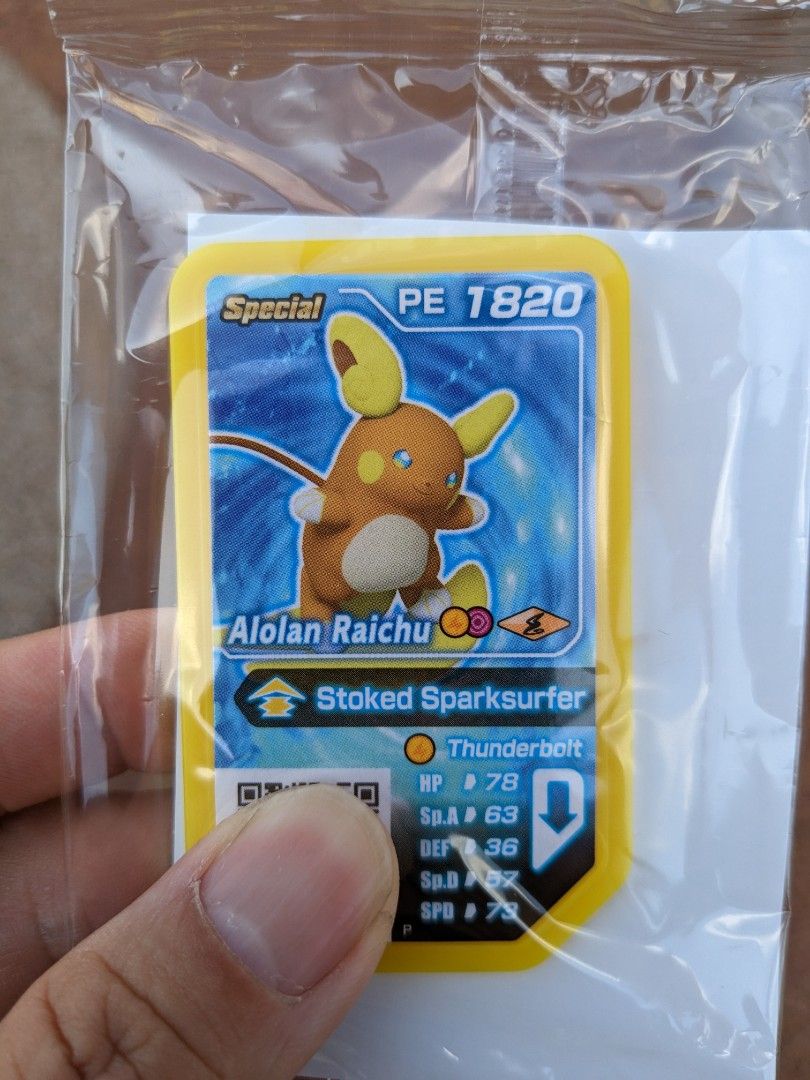 Special
PE 1820
Alolan Raichu
Stoked Sparksurfer
Thunderbolt
HP 78
Sp.A 63
DEF 36
Sp.D 57
SPD 73
P